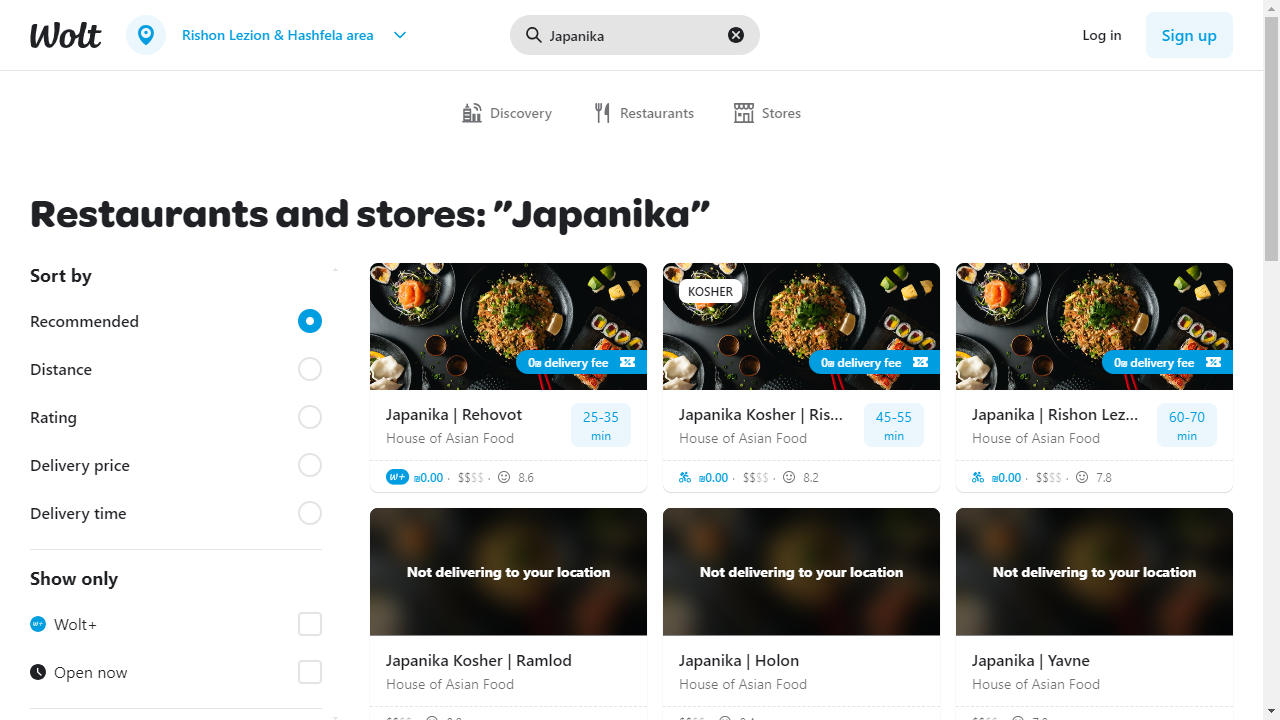 Wolt
Rishon Lezion & Hashfela area
Japanika
Log in
Sign up
Discovery
Restaurants
Stores
Restaurants and stores: ”Japanika”
Sort by
Recommended
Distance
Rating
Delivery price
Delivery time
Show only
W+ Wolt+
Open now
0₪ delivery fee
Japanika | Rehovot
House of Asian Food
25-35
min
W+ ₪0.00 · $$$$ 8.6
KOSHER
0₪ delivery fee
Japanika Kosher | Ris...
House of Asian Food
45-55
min
₪0.00 · $$$$ · 8.2
0₪ delivery fee
Japanika | Rishon Lez...
House of Asian Food
60-70
min
₪0.00 · $$$$ · 7.8
Not delivering to your location
Japanika Kosher | Ramlod
House of Asian Food
Not delivering to your location
Japanika | Holon
House of Asian Food
Not delivering to your location
Japanika | Yavne
House of Asian Food